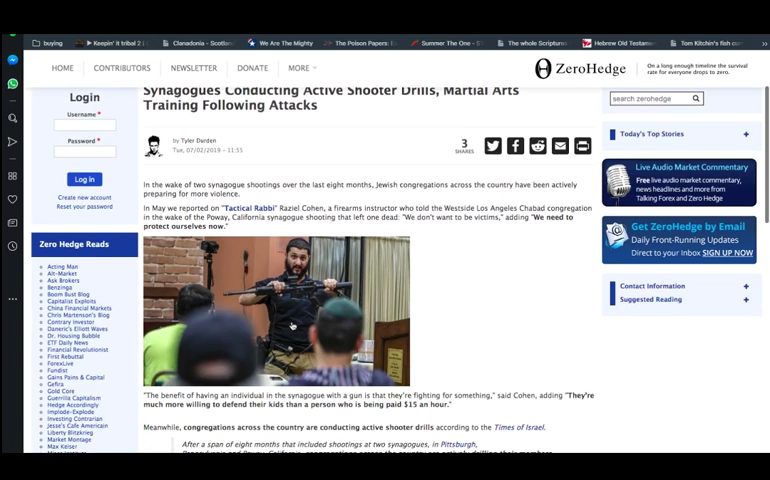 buying
Keepin' it tribal 2
Clanadonia - Scotlan
We Are The Mighty
The Poison Papers: E
Summer The One - S
The whole Scripture
Hebrew Old Testame
Tom Kitchin's fish cu
HOME
CONTRIBUTORS
NEWSLETTER
DONATE
MORE
ZeroHedge
On a long enough timeline the survival
rate for everyone drops to zero.
Login
Username *
Password *
Log in
Create new account
Reset your password
Zero Hedge Reads
Acting Man
Alt-Market
Ask Brokers
Benzinga
Boom Bust Blog
Capitalist Exploits
China Financial Markets
Chris Martenson's Blog
Contrary Investor
Daneric's Elliott Waves
Dr. Housing Bubble
ETF Daily News
Financial Revolutionist
First Rebuttal
ForexLive
Fundist
Gains Pains & Capital
Gefira
Gold Core
Guerrilla Capitalism
Hedge Accordingly
Implode-Explode
Investing Contrarian
Jesse's Cafe Americain
Liberty Blitzkrieg
Market Montage
Max Keiser
Synagogues Conducting Active Shooter Drills, Martial Arts
Training Following Attacks
by Tyler Durden
Tue, 07/02/2019 - 11:55
3
SHARES
In the wake of two synagogue shootings over the last eight months, Jewish congregations across the country have been actively
preparing for more violence.
In May we reported on "Tactical Rabbi" Raziel Cohen, a firearms instructor who told the Westside Los Angeles Chabad congregation
in the wake of the Poway, California synagogue shooting that left one dead: "We don't want to be victims," adding "We need to
protect ourselves now."
"The benefit of having an individual in the synagogue with a gun is that they're fighting for something," said Cohen, adding "They're
much more willing to defend their kids than a person who is being paid $15 an hour."
Meanwhile, congregations across the country are conducting active shooter drills according to the Times of Israel.
After a span of eight months that included shootings at two synagogues, in Pittsburgh,
Pennsylvania and Poway, California, congregations across the country are actively drilling their members
search zerohedge
Today's Top Stories
Live Audio Market Commentary
Free live audio market commentary,
news headlines and more from
Talking Forex and Zero Hedge
Get ZeroHedge by Email
Daily Front-Running Updates
Direct to your Inbox SIGN UP NOW
Contact Information
Suggested Reading